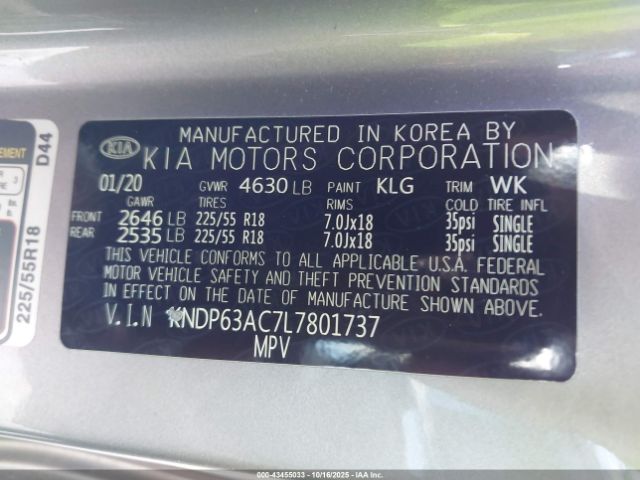 MANUFACTURED IN KOREA BY
KIA KIA MOTORS CORPORATION
01/20 GVWR 4630 LB PAINT KLG TRIM WK
GAWR TIRES RIMS COLD TIRE INFL
FRONT 2646 LB 225/55 R18 7.0Jx18 35psi SINGLE
REAR 2535 LB 225/55 R18 7.0Jx18 35psi SINGLE
THIS VEHICLE CONFORMS TO ALL APPLICABLE U.S.A. FEDERAL
MOTOR VEHICLE SAFETY AND THEFT PREVENTION STANDARDS
IN EFFECT ON THE DATE OF MANUFACTURE SHOWN ABOVE.
V.I.N KNDP63AC7L7801737
MPV
D44
225/55R18
000-43455033 - 10/16/2025 - IAAI.COM